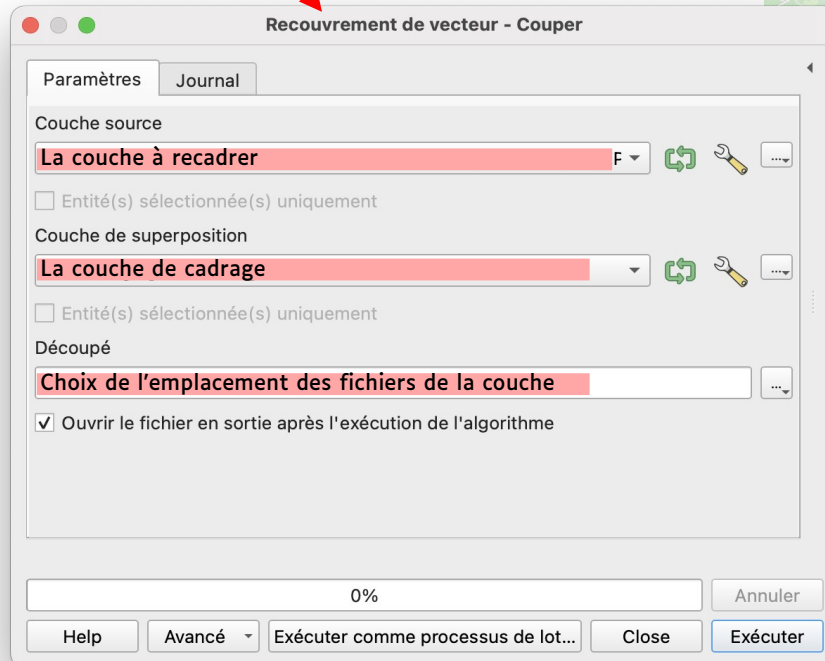 Recouvrement de vecteur - Couper
Paramètres
Journal
Couche source
La couche à recadrer
Entité(s) sélectionnée(s) uniquement
Couche de superposition
La couche de cadrage
Entité(s) sélectionnée(s) uniquement
Découpé
Choix de l'emplacement des fichiers de la couche
...
✓ Ouvrir le fichier en sortie après l'exécution de l'algorithme
0%
Annuler
Help
Avancé
Exécuter comme processus de lot...
Close
Exécuter